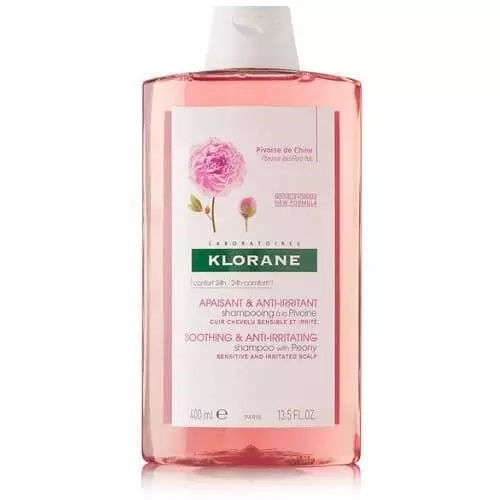 Pivoine de Chine
NEW FORMULA
LABORATOIRES
KLORANE
confort 24h - 24h comfort
APAISANT & ANTI-IRRITANT
shampooing à la Pivoine
CUIR CHEVELU SENSIBLE ET IRRITÉ
SOOTHING & ANTI-IRRITATING
shampoo with Peony
SENSITIVE AND IRRITATED SCALP
400 ml ℮ PARIS 13.5 FL.OZ.